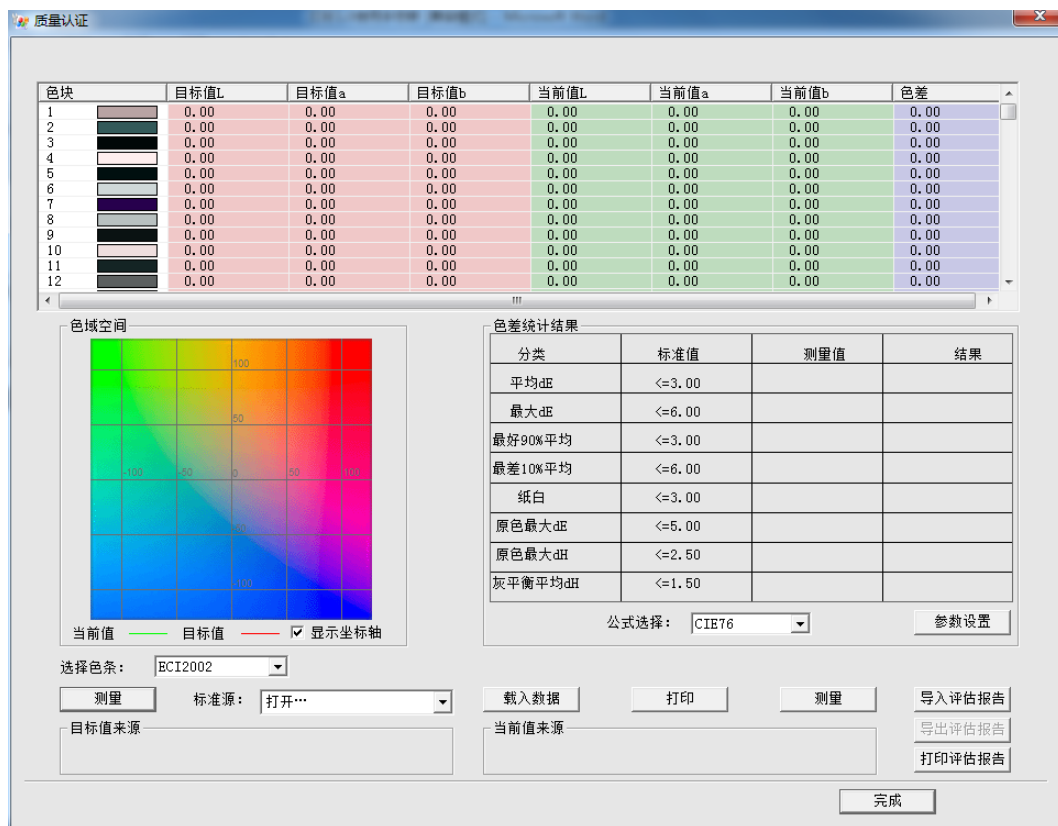 质量认证
色块 目标值L 目标值a 目标值b 当前值L 当前值a 当前值b 色差
1 0.00 0.00 0.00 0.00 0.00 0.00 0.00
2 0.00 0.00 0.00 0.00 0.00 0.00 0.00
3 0.00 0.00 0.00 0.00 0.00 0.00 0.00
4 0.00 0.00 0.00 0.00 0.00 0.00 0.00
5 0.00 0.00 0.00 0.00 0.00 0.00 0.00
6 0.00 0.00 0.00 0.00 0.00 0.00 0.00
7 0.00 0.00 0.00 0.00 0.00 0.00 0.00
8 0.00 0.00 0.00 0.00 0.00 0.00 0.00
9 0.00 0.00 0.00 0.00 0.00 0.00 0.00
10 0.00 0.00 0.00 0.00 0.00 0.00 0.00
11 0.00 0.00 0.00 0.00 0.00 0.00 0.00
12 0.00 0.00 0.00 0.00 0.00 0.00 0.00
色域空间
100
50
-100 -50 0 50 100
-100
当前值 目标值 显示坐标轴
色差统计结果
分类 标准值 测量值 结果
平均dE <=3.00
最大dE <=6.00
最好90%平均 <=3.00
最差10%平均 <=6.00
纸白 <=3.00
原色最大dE <=5.00
原色最大dH <=2.50
灰平衡平均dH <=1.50
公式选择： CIE76 参数设置
选择色条： ECI2002
测量 标准源： 打开… 载入数据 打印 测量 导入评估报告
目标值来源 当前值来源 导出评估报告
打印评估报告
完成